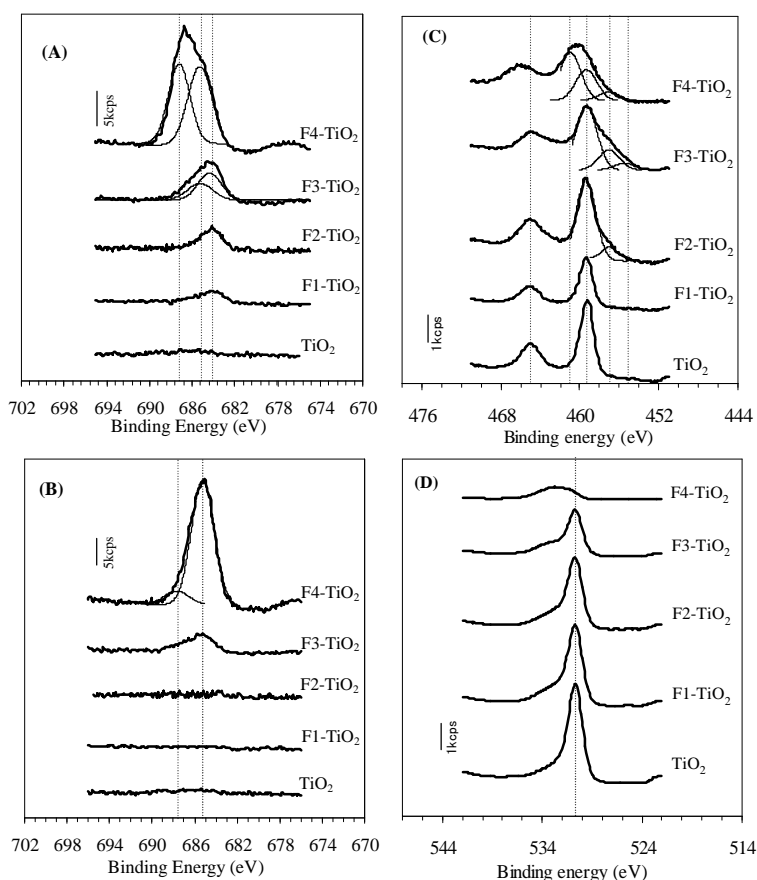 (A)
5kcps
F4-TiO2
F3-TiO2
F2-TiO2
F1-TiO2
TiO2
702 698 694 690 686 682 678 674 670
Binding Energy (eV)
(C)
F4-TiO2
F3-TiO2
F2-TiO2
F1-TiO2
1kcps
TiO2
476 468 460 452 444
Binding energy (eV)
(B)
5kcps
F4-TiO2
F3-TiO2
F2-TiO2
F1-TiO2
TiO2
702 698 694 690 686 682 678 674 670
Binding Energy (eV)
(D)
F4-TiO2
F3-TiO2
F2-TiO2
F1-TiO2
1kcps
TiO2
544 534 524 514
Binding energy (eV)